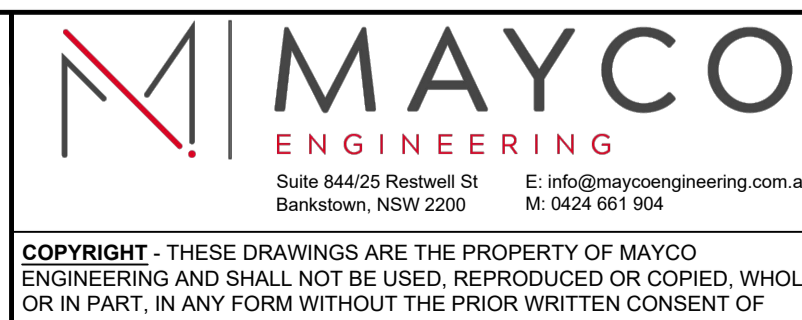 MAYCO
ENGINEERING
Suite 844/25 Restwell St
Bankstown, NSW 2200
E: info@maycoengineering.com.a
M: 0424 661 904
COPYRIGHT - THESE DRAWINGS ARE THE PROPERTY OF MAYCO
ENGINEERING AND SHALL NOT BE USED, REPRODUCED OR COPIED, WHOL
OR IN PART, IN ANY FORM WITHOUT THE PRIOR WRITTEN CONSENT OF